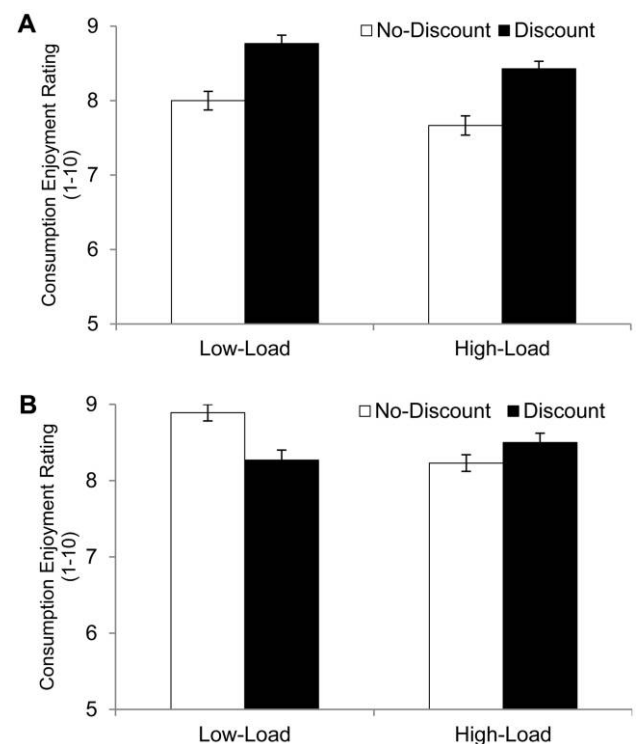 A
No-Discount Discount
Consumption Enjoyment Rating
(1-10)
9
8
7
6
5
Low-Load High-Load
B
No-Discount Discount
Consumption Enjoyment Rating
(1-10)
9
8
7
6
5
Low-Load High-Load